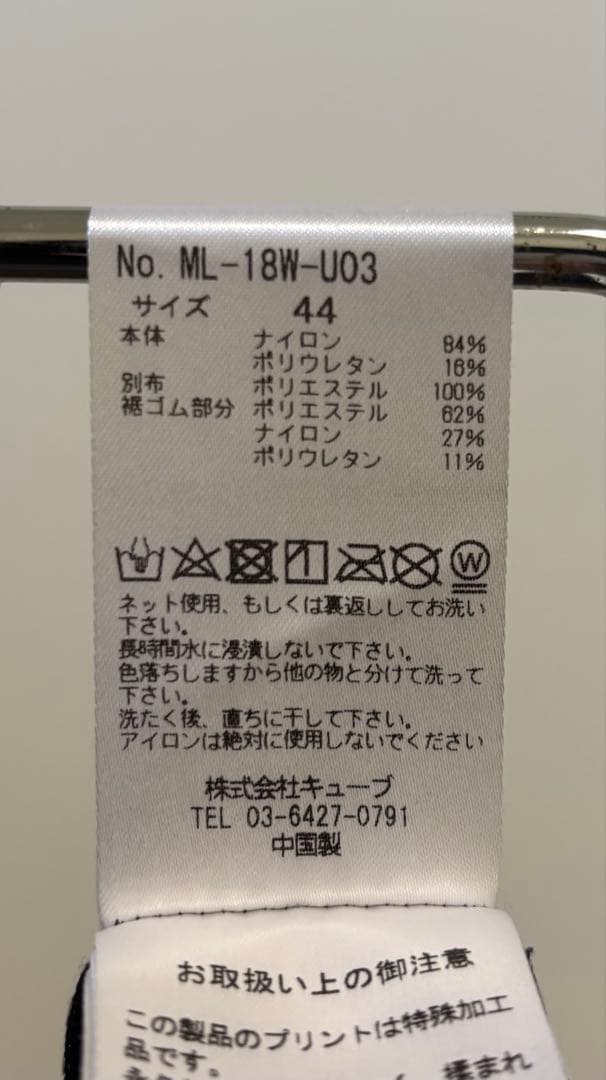 No. ML-18W-U03
サイズ 44
本体 ナイロン 84%
ポリウレタン 16%
別布 ポリエステル 100%
裾ゴム部分 ポリエステル 62%
ナイロン 27%
ポリウレタン 11%
W
ネット使用、もしくは裏返ししてお洗い
下さい。
長時間水に浸漬しないで下さい。
色落ちしますから他の物と分けて洗って
下さい。
洗たく後、直ちに干して下さい。
アイロンは絶対に使用しないでください
株式会社キューブ
TEL 03-6427-0791
中国製
お取扱い上の御注意
この製品のプリントは特殊加工
品です。
揉まれ